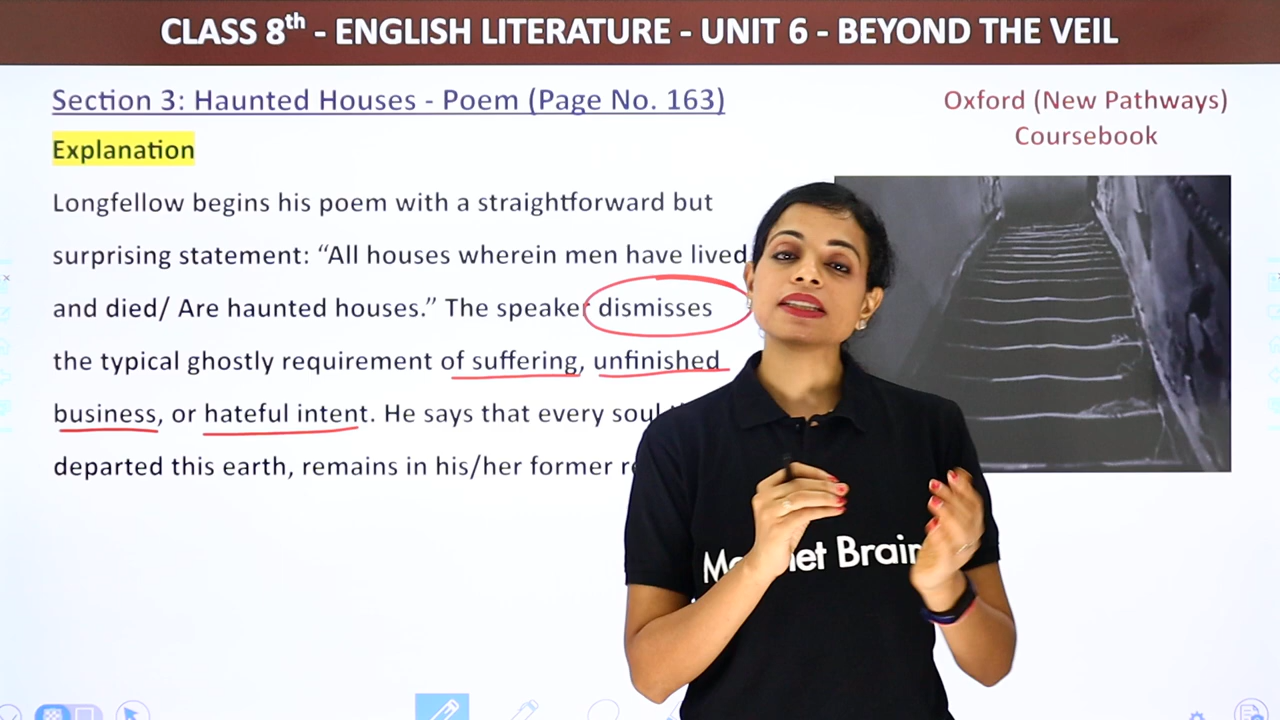 CLASS 8th - ENGLISH LITERATURE - UNIT 6 - BEYOND THE VEIL
Section 3: Haunted Houses - Poem (Page No. 163)
Oxford (New Pathways)
Coursebook
Explanation
Longfellow begins his poem with a straightforward but
surprising statement: “All houses wherein men have lived
and died/ Are haunted houses.” The speaker dismisses
the typical ghostly requirement of suffering, unfinished
business, or hateful intent. He says that every soul
departed this earth, remains in his/her former